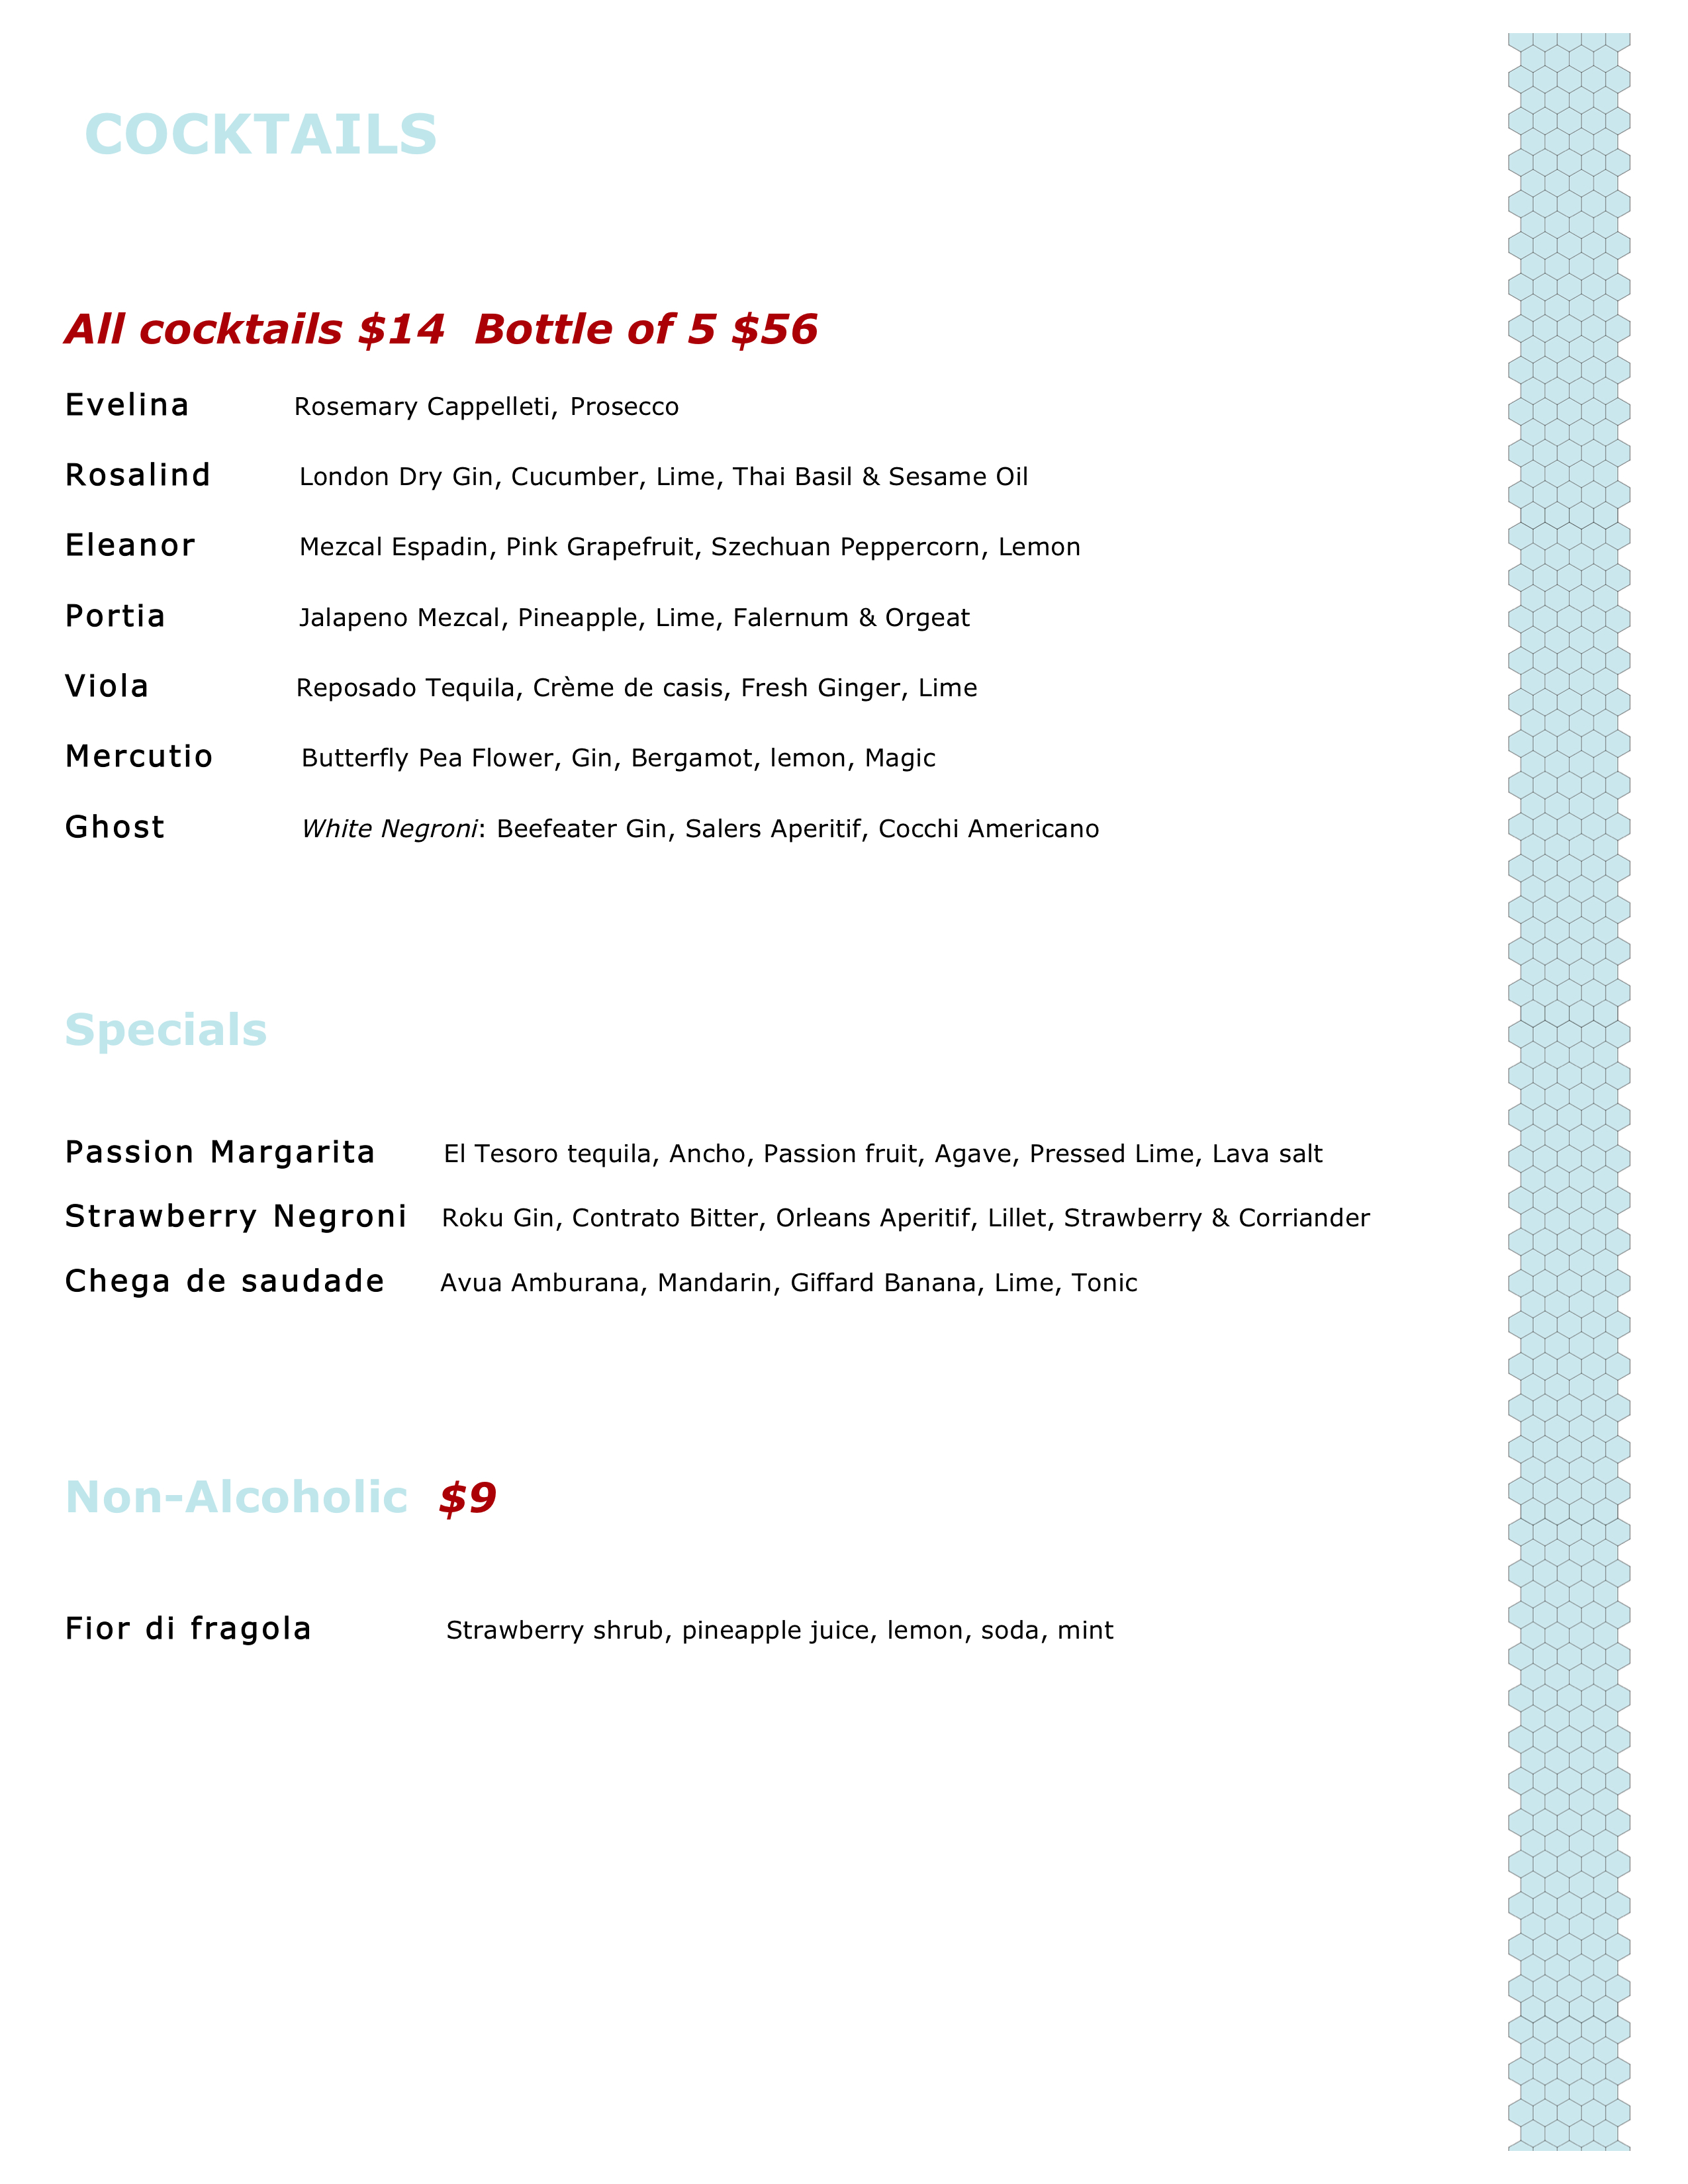 COCKTAILS
All cocktails $14 Bottle of 5 $56
Evelina Rosemary Cappelleti, Prosecco
Rosalind London Dry Gin, Cucumber, Lime, Thai Basil & Sesame Oil
Eleanor Mezcal Espadin, Pink Grapefruit, Szechuan Peppercorn, Lemon
Portia Jalapeno Mezcal, Pineapple, Lime, Falernum & Orgeat
Viola Reposado Tequila, Crème de casis, Fresh Ginger, Lime
Mercutio Butterfly Pea Flower, Gin, Bergamot, lemon, Magic
Ghost White Negroni: Beefeater Gin, Salers Aperitif, Cocchi Americano
Specials
Passion Margarita El Tesoro tequila, Ancho, Passion fruit, Agave, Pressed Lime, Lava salt
Strawberry Negroni Roku Gin, Contrato Bitter, Orleans Aperitif, Lillet, Strawberry & Corriander
Chega de saudade Avua Amburana, Mandarin, Giffard Banana, Lime, Tonic
Non-Alcoholic $9
Fior di fragola Strawberry shrub, pineapple juice, lemon, soda, mint